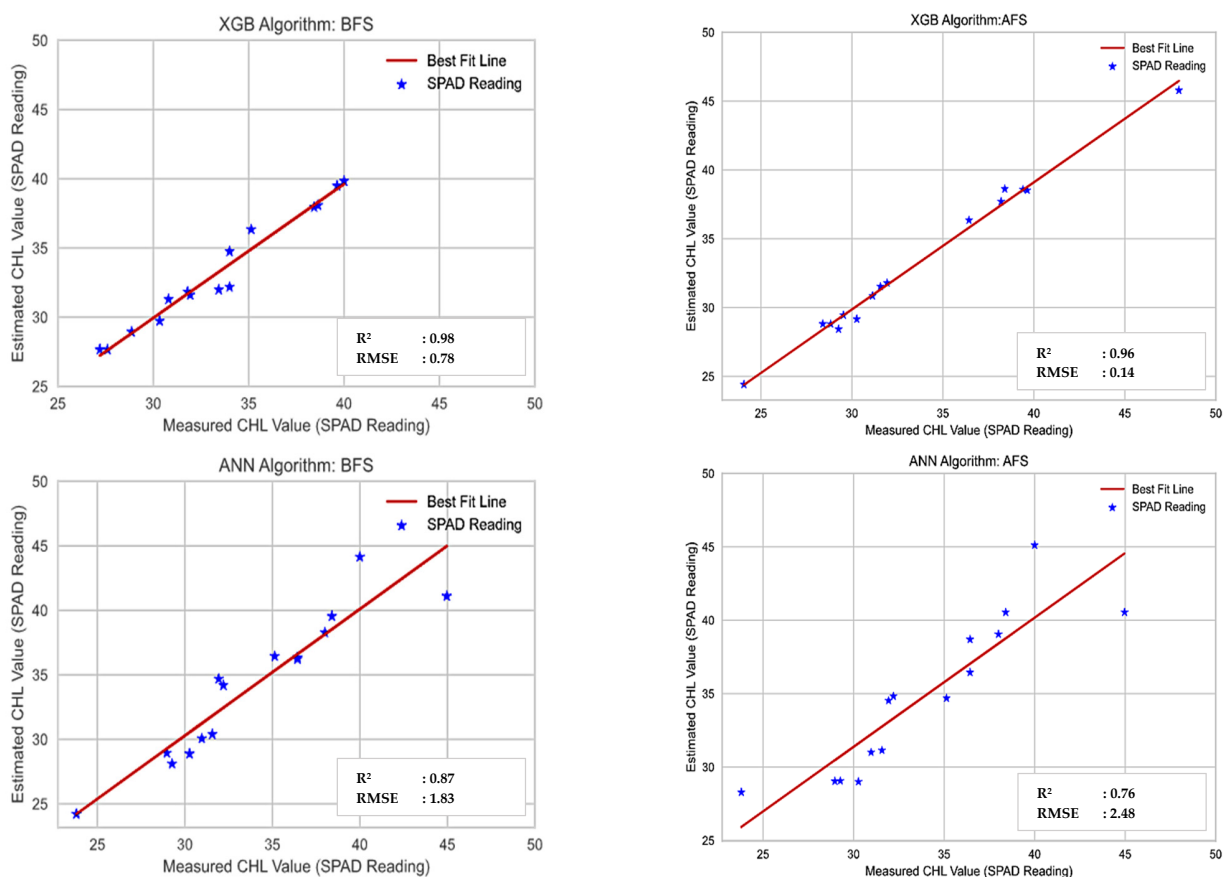 XGB Algorithm: BFS
50
45
40
35
30
25
25
30
35
40
45
50
Estimated CHL Value (SPAD Reading)
Measured CHL Value (SPAD Reading)
Best Fit Line
SPAD Reading
R² : 0.98
RMSE : 0.78
XGB Algorithm:AFS
50
45
40
35
30
25
25
30
35
40
45
50
Estimated CHL Value (SPAD Reading)
Measured CHL Value (SPAD Reading)
Best Fit Line
SPAD Reading
R² : 0.96
RMSE : 0.14
ANN Algorithm: BFS
50
45
40
35
30
25
25
30
35
40
45
50
Estimated CHL Value (SPAD Reading)
Measured CHL Value (SPAD Reading)
Best Fit Line
SPAD Reading
R² : 0.87
RMSE : 1.83
ANN Algorithm: AFS
50
45
40
35
30
25
25
30
35
40
45
50
Estimated CHL Value (SPAD Reading)
Measured CHL Value (SPAD Reading)
Best Fit Line
SPAD Reading
R² : 0.76
RMSE : 2.48